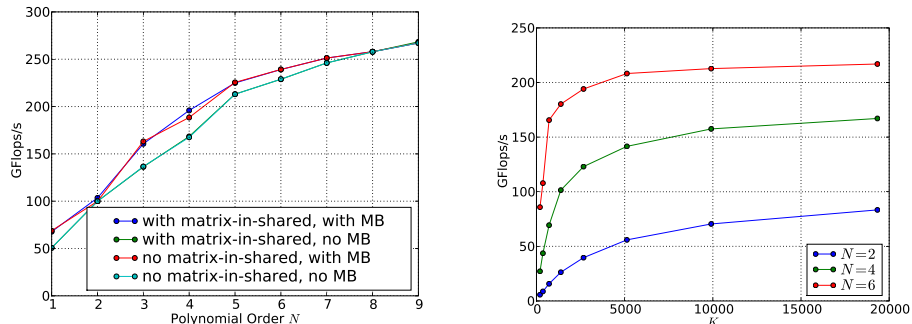 300
250
200
150
100
50
0
GFlops/s
1 2 3 4 5 6 7 8 9
Polynomial Order N
with matrix-in-shared, with MB
with matrix-in-shared, no MB
no matrix-in-shared, with MB
no matrix-in-shared, no MB
250
200
150
100
50
0
GFlops/s
0 5000 10000 15000 20000
K
N=2
N=4
N=6